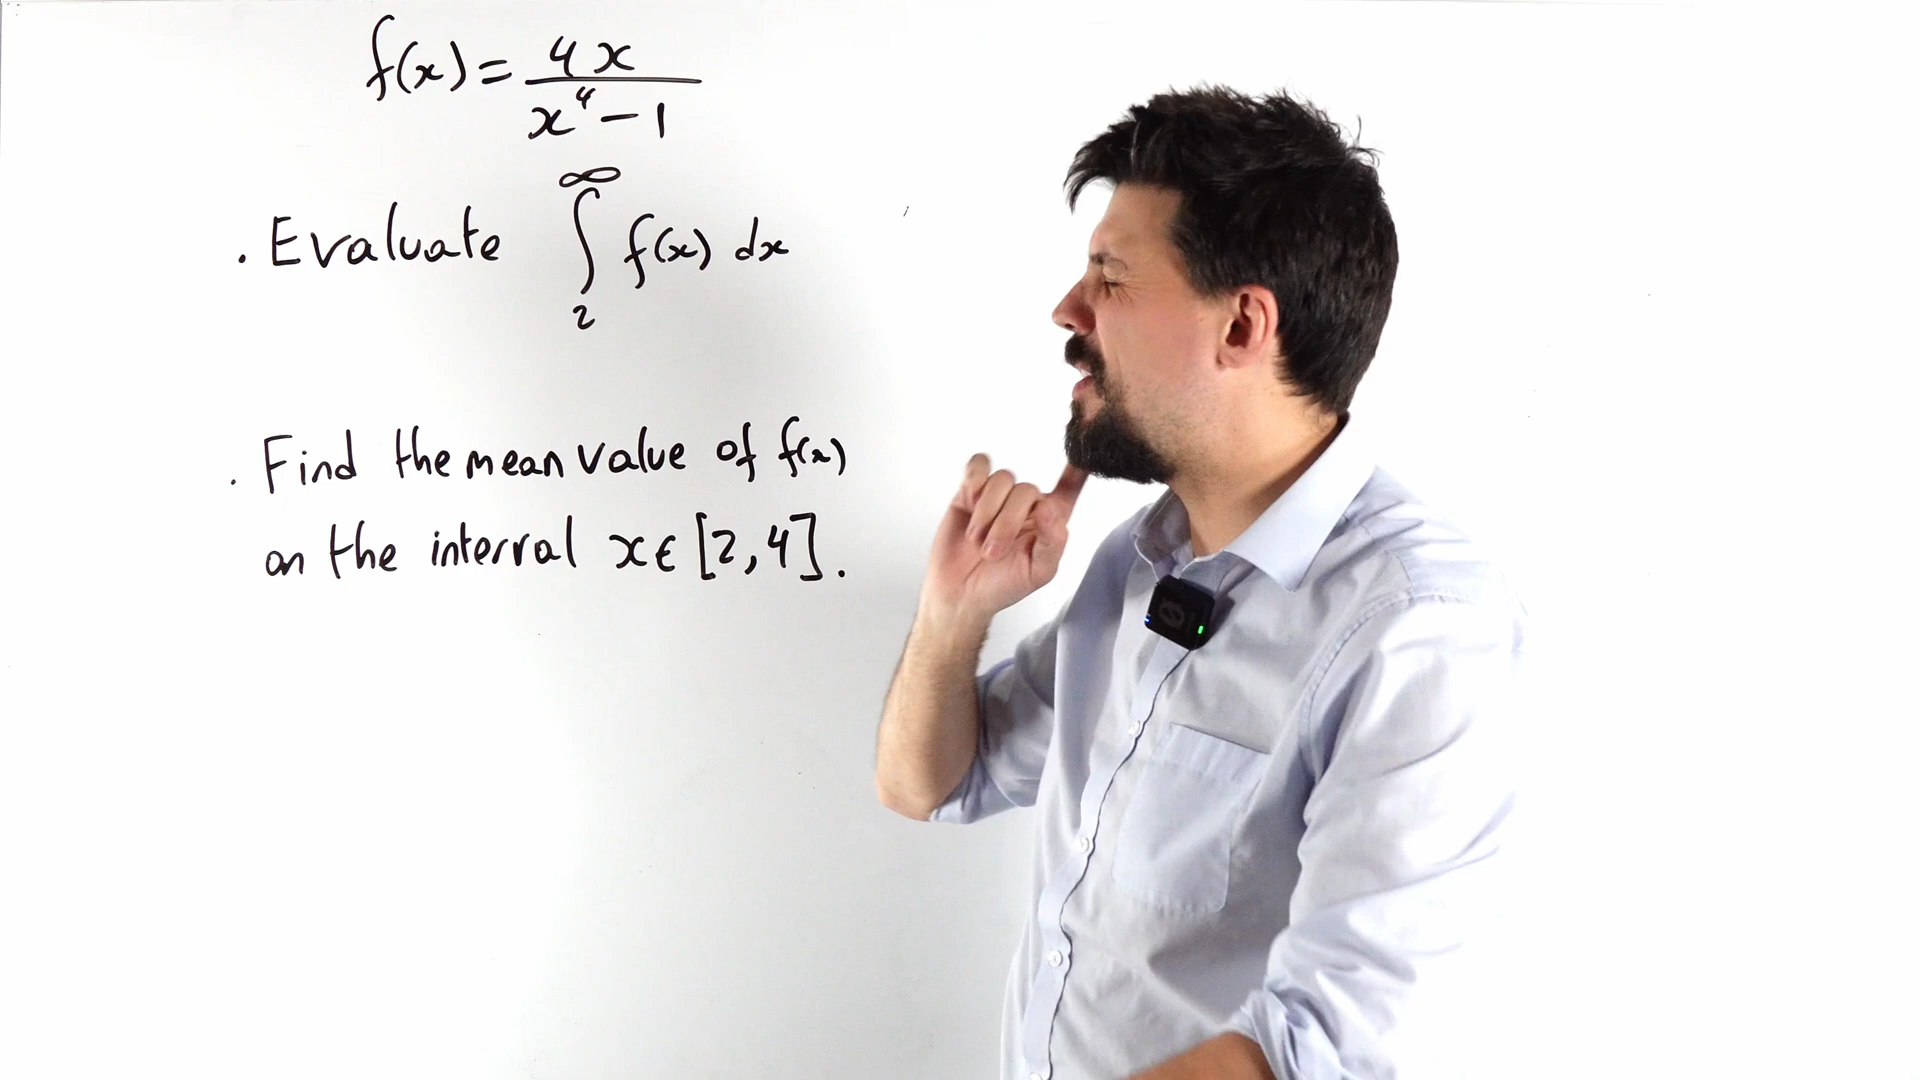 f(x) = 4x / x⁴ - 1
. Evaluate ∫₂^∞ f(x) dx
. Find the mean value of f(x)
on the interval x ∈ [2,4].